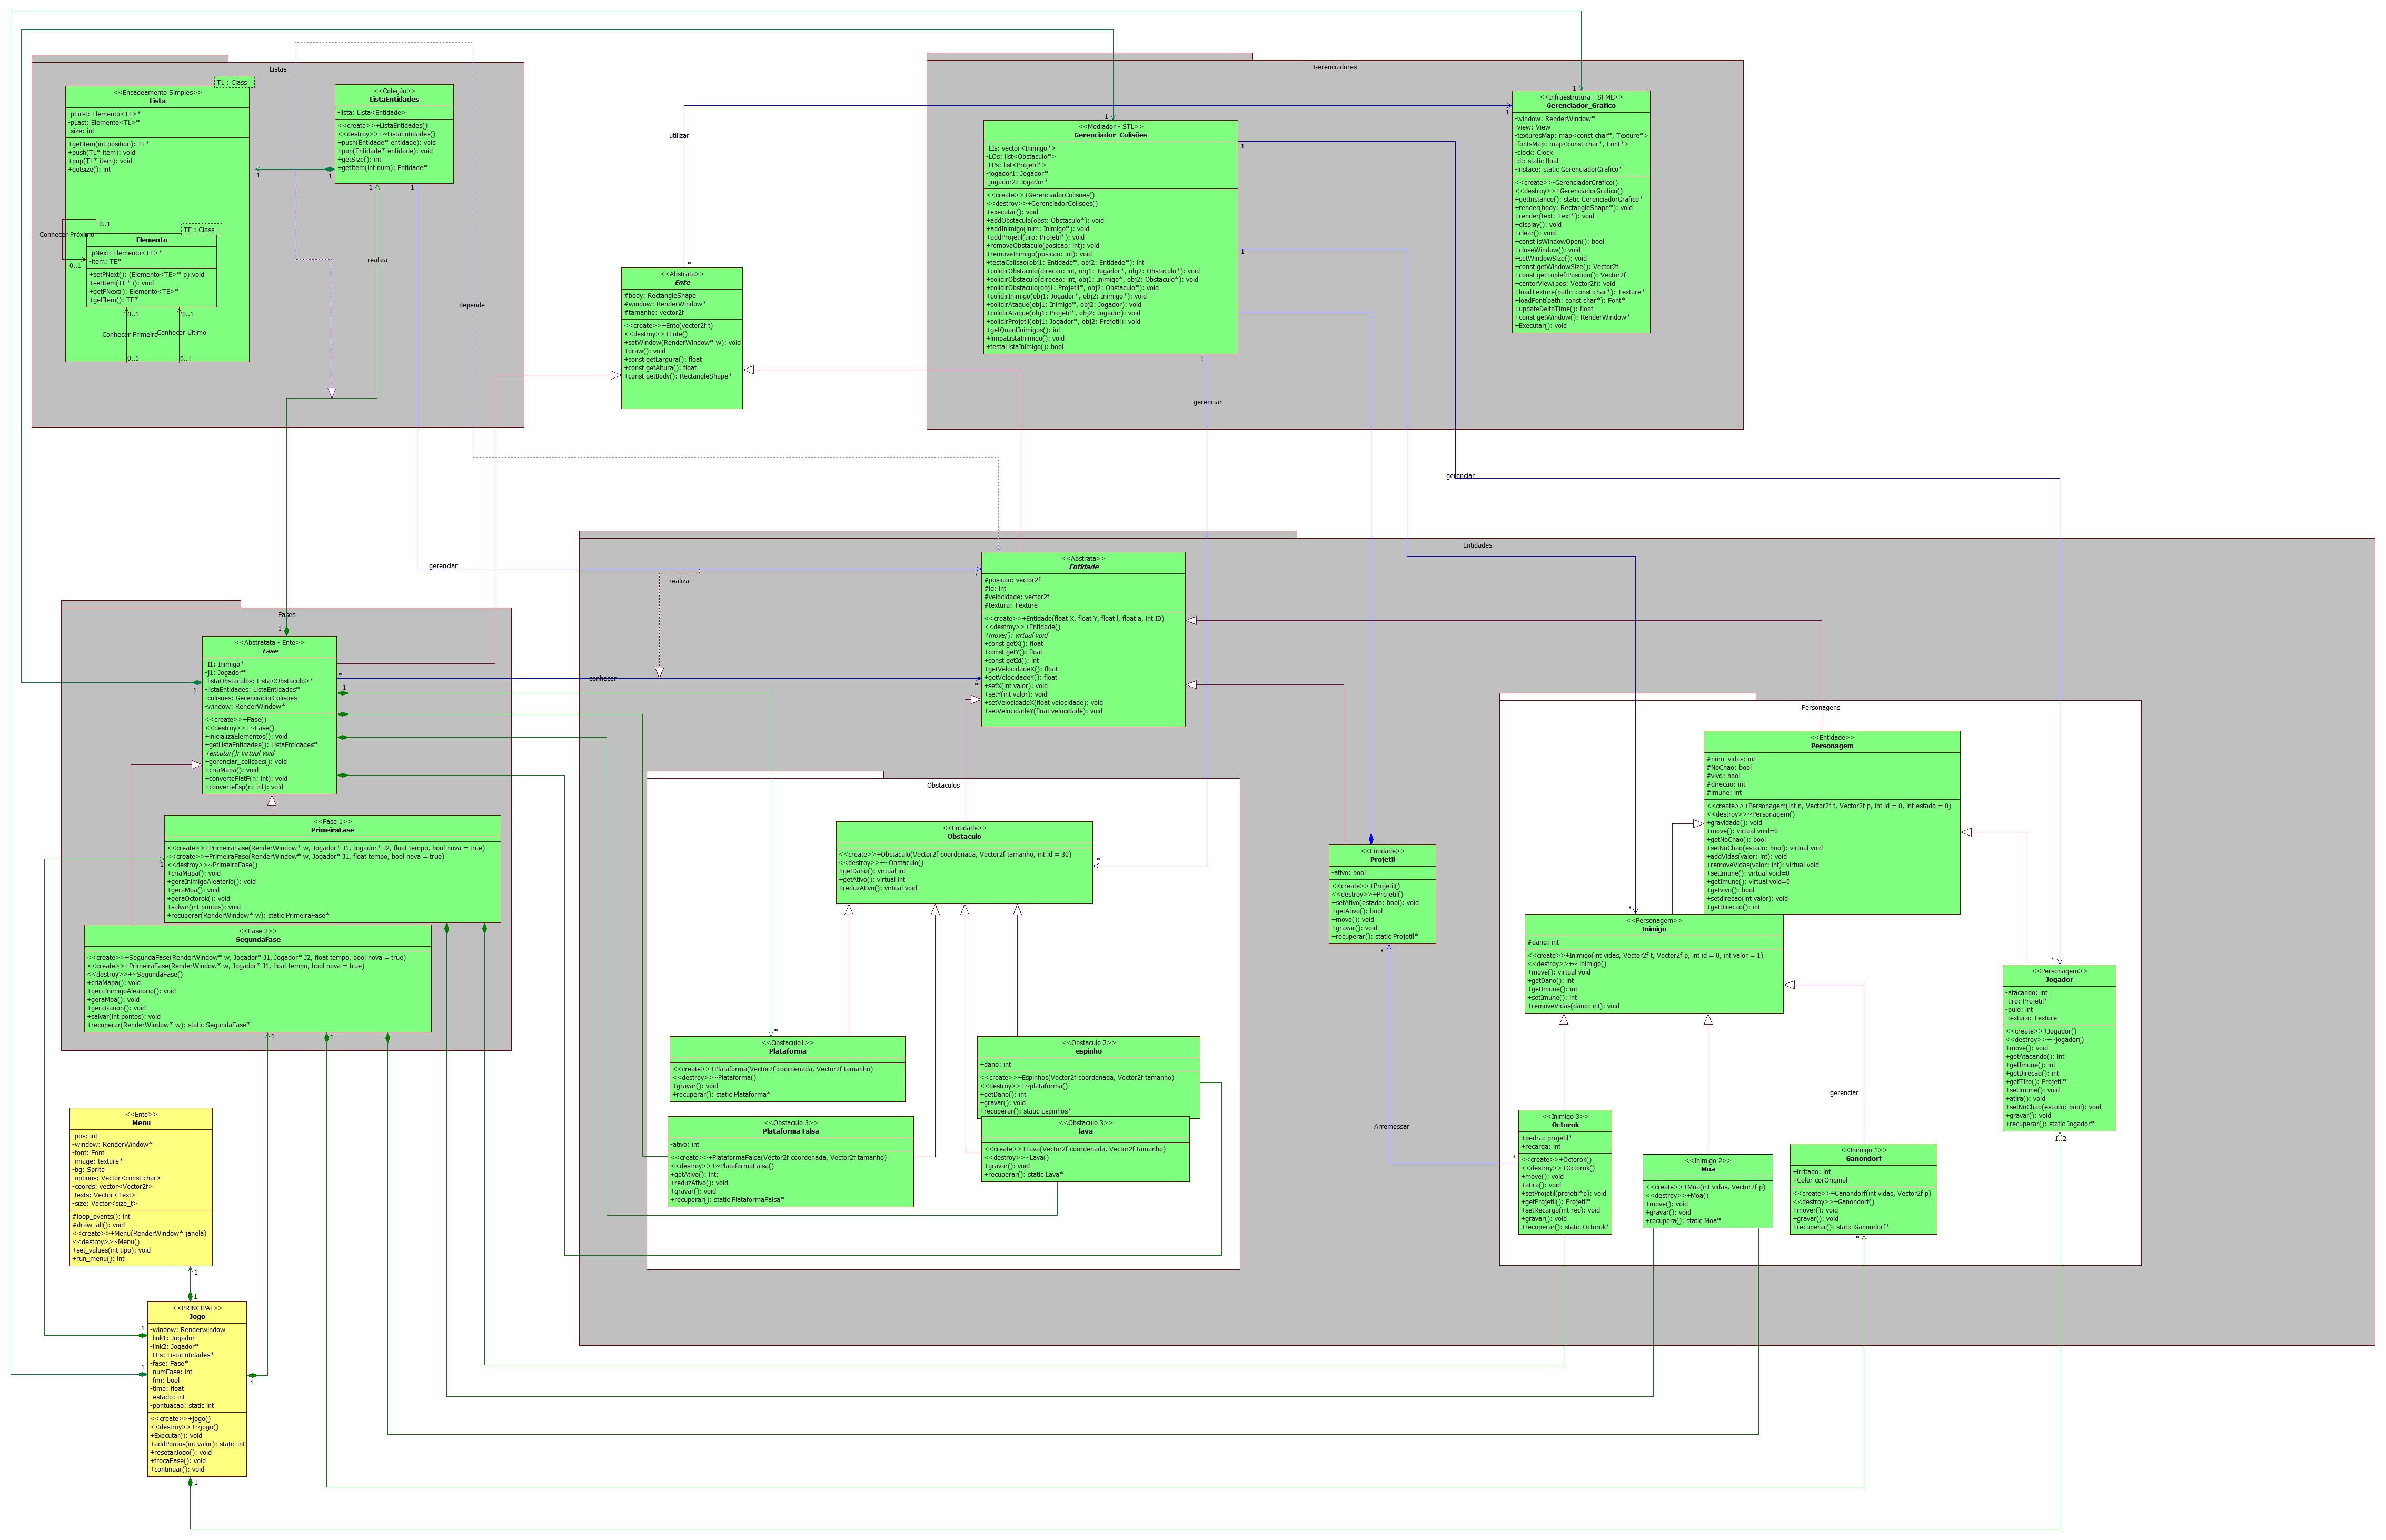 Listas
TL : Class
<<Encadeamento Simples>>
Lista
-pFirst: Elemento<TL>*
-pLast: Elemento<TL>*
-size: int
+getItem(int position): TL*
+push(TL* item): void
+pop(TL* item): void
+getsize(): int
0..1
Conhecer Próximo
0..1
TE : Class
Elemento
-pNext: Elemento<TE>*
-item: TE*
+setPNext(): (Elemento<TE>* p):void
+setItem(TE* i): void
+getPNext(): Elemento<TE>*
+getItem(): TE*
0..1
0..1
Conhecer Primeiro
Conhecer Último
0..1
0..1
<<Coleção>>
ListaEntidades
-lista: Lista<Entidade>
<<create>>+ListaEntidades()
<<destroy>>+~ListaEntidades()
+push(Entidade* entidade): void
+pop(Entidade* entidade): void
+getSize(): int
+getItem(int num): Entidade*
1
1
1
1
realiza
depende
utilizar
*
1
<<Abstrata>>
Ente
#body: RectangleShape
#window: RenderWindow*
#tamanho: vector2f
<<create>>+Ente(vector2f t)
<<destroy>>+Ente()
+setWindow(RenderWindow* w): void
+draw(): void
+const getLargura(): float
+const getAltura(): float
+const getBody(): RectangleShape*
Gerenciadores
1
<<Mediador - STL>>
Gerenciador_Colisões
-LIs: vector<Inimigo*>
-LOs: list<Obstaculo*>
-LPs: list<Projetil*>
-jogador1: Jogador*
-jogador2: Jogador*
<<create>>+GerenciadorColisoes()
<<destroy>>+GerenciadorColisoes()
+executar(): void
+addObstaculo(obst: Obstaculo*): void
+addInimigo(inim: Inimigo*): void
+addProjetil(tiro: Projetil*): void
+removeObstaculo(posicao: int): void
+removeInimigo(posicao: int): void
+testaColisao(obj1: Entidade*, obj2: Entidade*): int
+colidirObstaculo(direcao: int, obj1: Jogador*, obj2: Obstaculo*): void
+colidirObstaculo(direcao: int, obj1: Inimigo*, obj2: Obstaculo*): void
+colidirObstaculo(obj1: Projetil*, obj2: Obstaculo*): void
+colidirInimigo(obj1: Jogador*, obj2: Inimigo*): void
+colidirAtaque(obj1: Inimigo*, obj2: Jogador): void
+colidirAtaque(obj1: Projetil*, obj2: Jogador): void
+colidirProjetil(obj1: Jogador*, obj2: Projetil): void
+getQuantInimigos(): int
+limpaListaInimigo(): void
+testaListaInimigo(): bool
1
1
1
gerenciar
gerenciar
1
<<Infraestrutura - SFML>>
Gerenciador_Grafico
-window: RenderWindow*
-view: View
-texturesMap: map<const char*, Texture*>
-fontsMap: map<const char*, Font*>
-clock: Clock
-dt: static float
-instace: static GerenciadorGrafico*
<<create>>-GerenciadorGrafico()
<<destroy>>+GerenciadorGrafico()
+getInstance(): static GerenciadorGrafico*
+render(body: RectangleShape*): void
+render(text: Text*): void
+display(): void
+clear(): void
+const isWindowOpen(): bool
+closeWindow(): void
+setWindowSize(): void
+const getWindowSize(): Vector2f
+const getTopleftPosition(): Vector2f
+centerView(pos: Vector2f): void
+loadTexture(path: const char*): Texture*
+loadFont(path: const char*): Font*
+updateDeltaTime(): float
+const getWindow(): RenderWindow*
+Executar(): void
Entidades
gerenciar
*
realiza
conhecer
*
*
<<Abstrata>>
Entidade
#posicao: vector2f
#id: int
#velocidade: vector2f
#textura: Texture
<<create>>+Entidade(float X, float Y, float l, float a, int ID)
<<destroy>>+Entidade()
+move(): virtual void
+const getX(): float
+const getY(): float
+const getId(): int
+getVelocidadeX(): float
+getVelocidadeY(): float
+setX(int valor): void
+setY(int valor): void
+setVelocidadeX(float velocidade): void
+setVelocidadeY(float velocidade): void
Fases
1
1
1
<<Abstratata - Ente>>
Fase
-I1: Inimigo*
-j1: Jogador*
-listaObstaculos: Lista<Obstaculo>*
-listaEntidades: ListaEntidades*
-colisoes: GerenciadorColisoes
-window: RenderWindow*
<<create>>+Fase()
<<destroy>>+~Fase()
+inicializaElementos(): void
+getListaEntidades(): ListaEntidades*
+excutar(): virtual void
+gerenciar_colisoes(): void
+criaMapa(): void
+convertePlatF(n: int): void
+converteEsp(n: int): void
1
<<Fase 1>>
PrimeiraFase
<<create>>+PrimeiraFase(RenderWindow* w, Jogador* J1, Jogador* J2, float tempo, bool nova = true)
<<create>>+PrimeiraFase(RenderWindow* w, Jogador* J1, float tempo, bool nova = true)
<<destroy>>~PrimeiraFase()
+criaMapa(): void
+geraInimigoAleatorio(): void
+geraMoa(): void
+geraOctorok(): void
+salvar(int pontos): void
+recuperar(RenderWindow* w): static PrimeiraFase*
<<Fase 2>>
SegundaFase
<<create>>+SegundaFase(RenderWindow* w, Jogador* J1, Jogador* J2, float tempo, bool nova = true)
<<create>>+PrimeiraFase(RenderWindow* w, Jogador* J1, float tempo, bool nova = true)
<<destroy>>+~SegundaFase()
+criaMapa(): void
+geraInimigoAleatorio(): void
+geraMoa(): void
+geraGanon(): void
+salvar(int pontos): void
+recuperar(RenderWindow* w): static SegundaFase*
1
1
Obstaculos
<<Entidade>>
Obstaculo
<<create>>+Obstaculo(Vector2f coordenada, Vector2f tamanho, int id = 30)
<<destroy>>+~Obstaculo()
+getDano(): virtual int
+getAtivo(): virtual int
+reduzAtivo(): virtual void
*
*
<<Obstaculo1>>
Plataforma
<<create>>+Plataforma(Vector2f coordenada, Vector2f tamanho)
<<destroy>>~Plataforma()
+gravar(): void
+recuperar(): static Plataforma*
<<Obstaculo 2>>
espinho
+dano: int
<<create>>+Espinhos(Vector2f coordenada, Vector2f tamanho)
<<destroy>>+~plataforma()
+getDano(): int
+gravar(): void
+recuperar(): static Espinhos*
<<Obstaculo 3>>
Plataforma Falsa
-ativo: int
<<create>>+PlataformaFalsa(Vector2f coordenada, Vector2f tamanho)
<<destroy>>+~PlataformaFalsa()
+getAtivo(): int;
+reduzAtivo(): void
+gravar(): void
+recuperar(): static PlataformaFalsa*
<<Obstaculo 3>>
lava
<<create>>+Lava(Vector2f coordenada, Vector2f tamanho)
<<destroy>>~Lava()
+gravar(): void
+recuperar(): static Lava*
<<Entidade>>
Projetil
-ativo: bool
<<create>>+Projetil()
<<destroy>>+Projetil()
+setAtivo(estado: bool): void
+getAtivo(): bool
+move(): void
+gravar(): void
+recuperar(): static Projetil*
*
Arremessar
*
Personagens
<<Entidade>>
Personagem
#num_vidas: int
#NoChao: bool
#vivo: bool
#direcao: int
#imune: int
<<create>>+Personagem(int n, Vector2f t, Vector2f p, int id = 0, int estado = 0)
<<destroy>>~Personagem()
+gravidade(): void
+move(): virtual void=0
+getNoChao(): bool
+setNoChao(estado: bool): virtual void
+addVidas(valor: int): void
+removeVidas(valor: int): virtual void
+setImune(): virtual void=0
+getImune(): virtual void=0
+getvivo(): bool
+setdirecao(int valor): void
+getDirecao(): int
*
<<Personagem>>
Inimigo
#dano: int
<<create>>+Inimigo(int vidas, Vector2f t, Vector2f p, int id = 0, int valor = 1)
<<destroy>>+~ inimigo()
+move(): virtual void
+getDano(): int
+getImune(): int
+setImune(): int
+removeVidas(dano: int): void
*
<<Personagem>>
Jogador
-atacando: int
-tiro: Projetil*
-pulo: int
-textura: Texture
<<create>>+Jogador()
<<destroy>>+~jogador()
+move(): void
+getAtacando(): int
+getImune(): int
+getDirecao(): int
+getTIro(): Projetil*
+setImune(): void
+atira(): void
+setNoChao(estado: bool): void
+gravar(): void
+recuperar(): static Jogador*
1..2
gerenciar
<<Inimigo 3>>
Octorok
+pedra: projetil*
+recarga: int
<<create>>+Octorok()
<<destroy>>+Octorok()
+move(): void
+atira(): void
+setProjetil(projetil*p): void
+getProjetil(): Projetil*
+setRecarga(int rec): void
+gravar(): void
+recuperar(): static Octorok*
<<Inimigo 2>>
Moa
<<create>>+Moa(int vidas, Vector2f p)
<<destroy>>+Moa()
+move(): void
+gravar(): void
+recupera(): static Moa*
<<Inimigo 1>>
Ganondorf
+irritado: int
+Color corOriginal
<<create>>+Ganondorf(int vidas, Vector2f p)
<<destroy>>+Ganondorf()
+mover(): void
+gravar(): void
+recuperar(): static Ganondorf*
*
<<Ente>>
Menu
-pos: int
-window: RenderWindow*
-font: Font
-image: texture*
-bg: Sprite
-options: Vector<const char>
-coords: vector<Vector2f>
-texts: Vector<Text>
-size: Vector<size_t>
#loop_events(): int
#draw_all(): void
<<create>>+Menu(RenderWindow* janela)
<<destroy>>~Menu()
+set_values(int tipo): void
+run_menu(): int
1
1
<<PRINCIPAL>>
Jogo
-window: Renderwindow
-link1: Jogador
-link2: Jogador*
-LEs: ListaEntidades*
-fase: Fase*
-numFase: int
-fim: bool
-time: float
-estado: int
-pontuacao: static int
<<create>>+jogo()
<<destroy>>+~jogo()
+Executar(): void
+addPontos(int valor): static int
+resetarJogo(): void
+trocaFase(): void
+continuar(): void
1
1
1
1